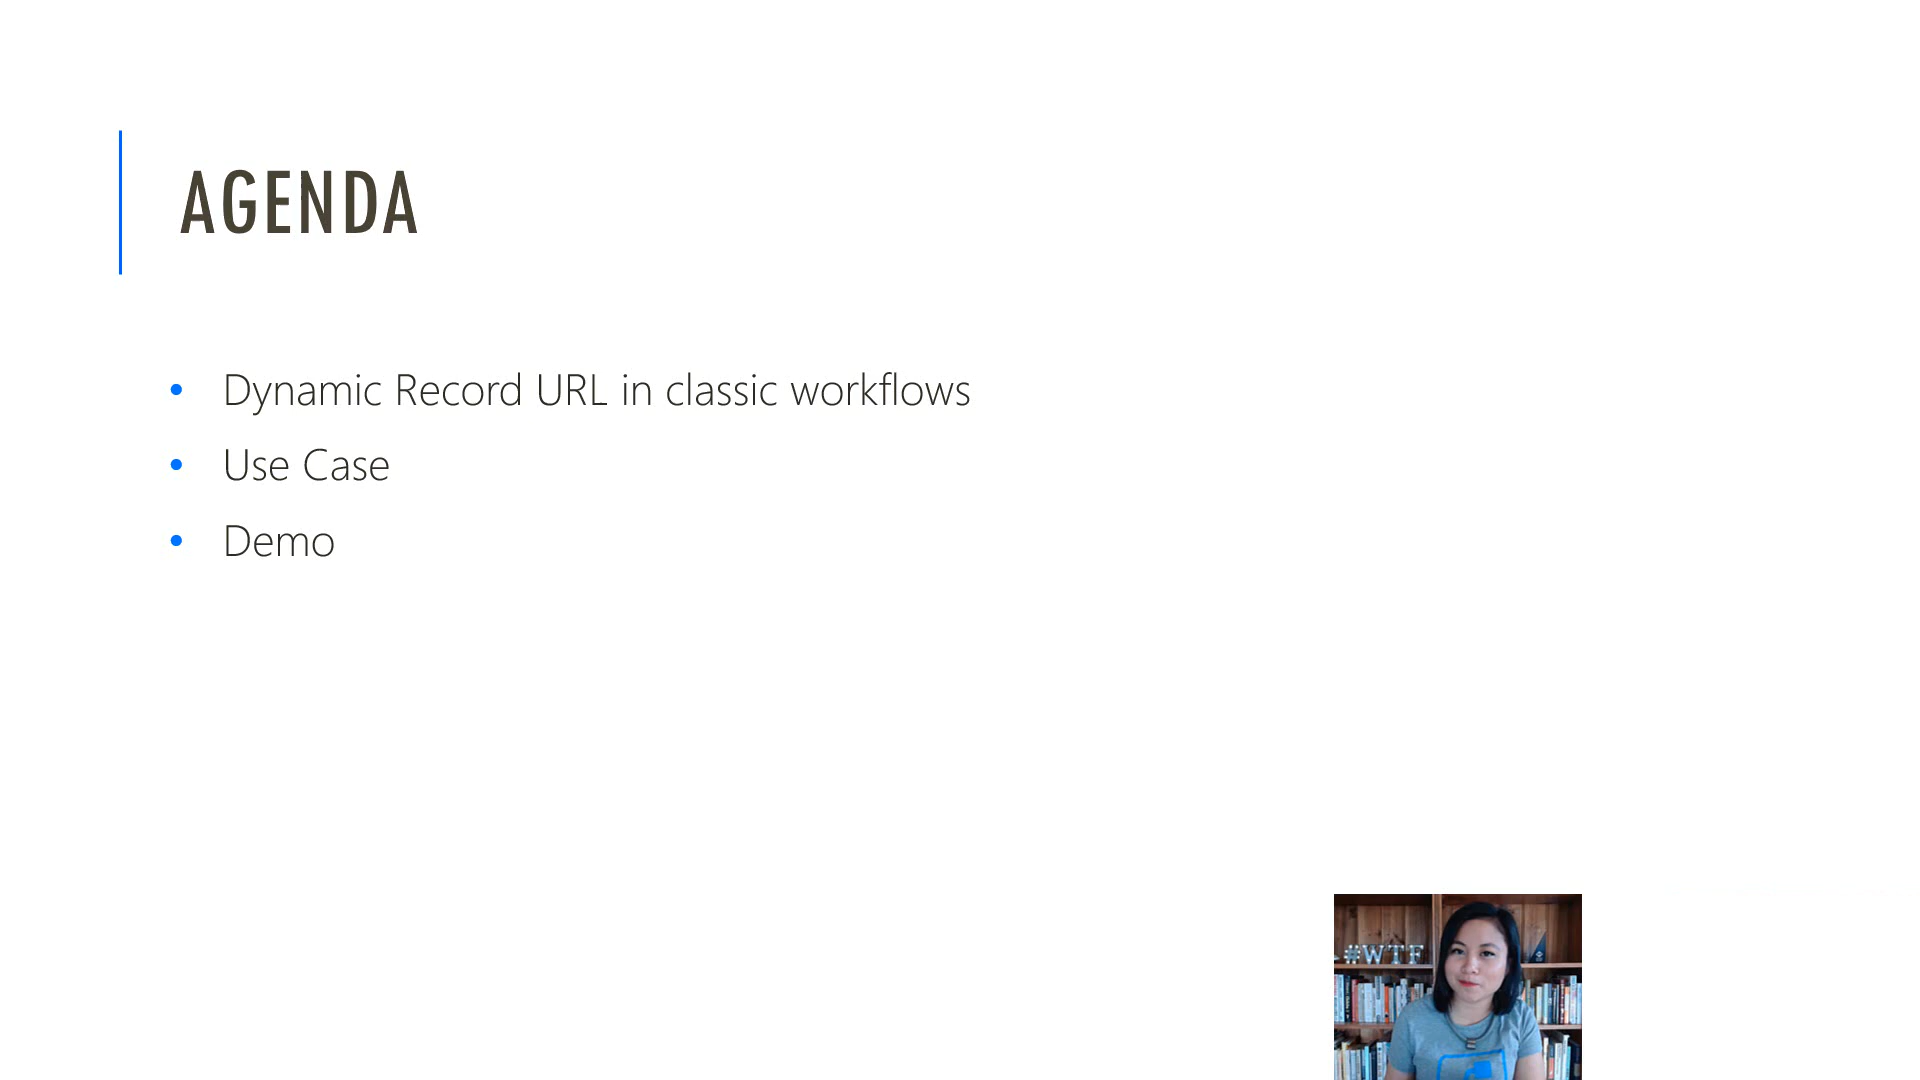 AGENDA
• Dynamic Record URL in classic workflows
• Use Case
• Demo
#WTF